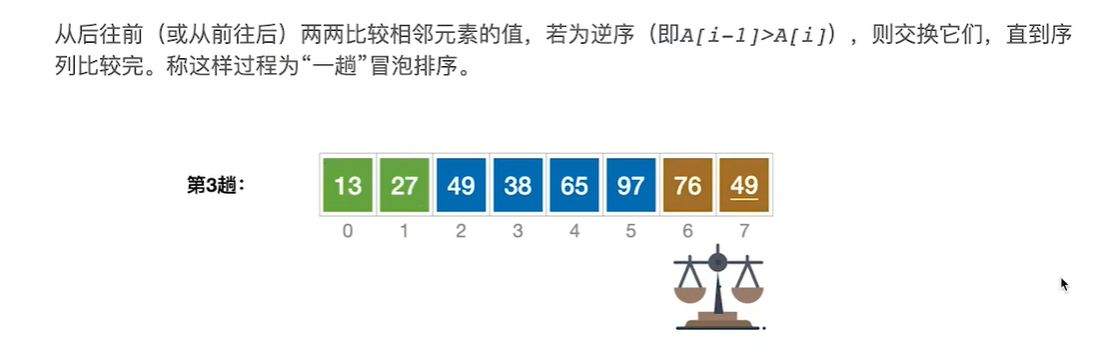 从后往前（或从前往后）两两比较相邻元素的值，若为逆序（即A[i-1]>A[i]），则交换它们，直到序
列比较完。称这样过程为“一趟”冒泡排序。
第3趟：
13 27 49 38 65 97 76 49
0 1 2 3 4 5 6 7